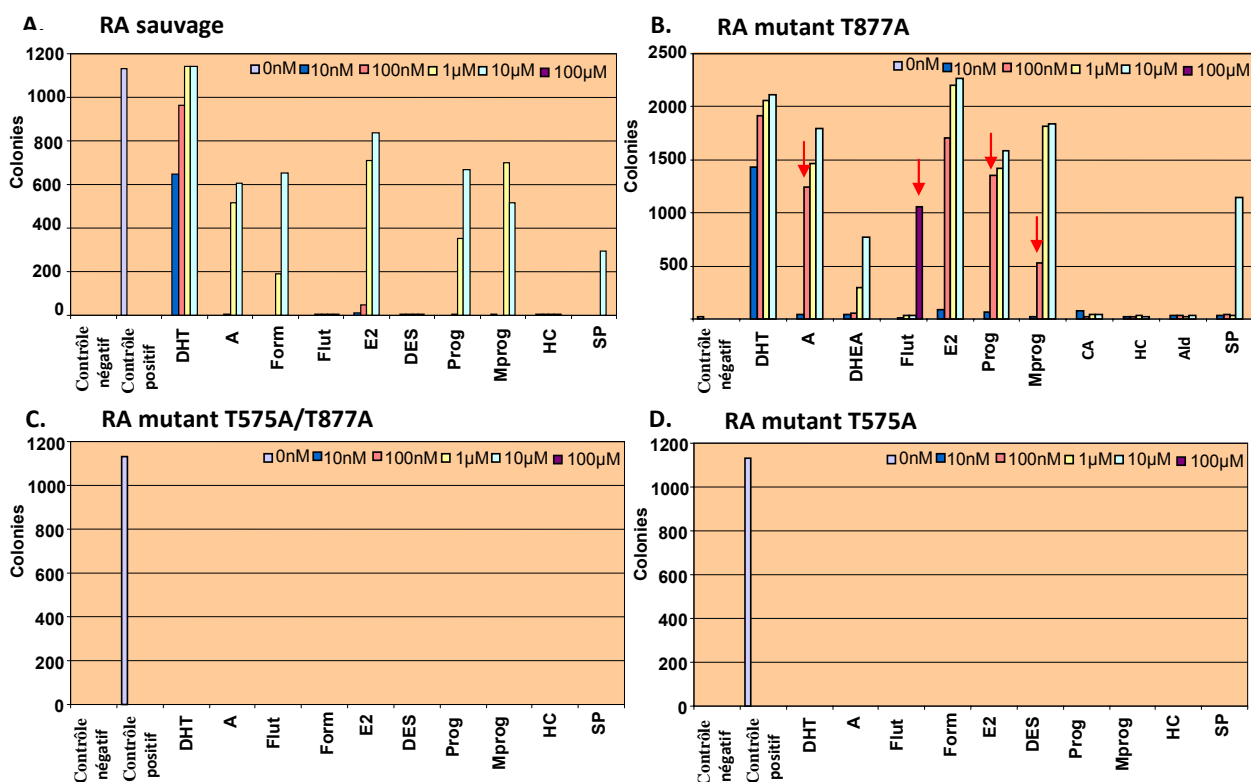 A. RA sauvage
1200
1000
800
600
400
200
0
Colonies
0nM 10nM 100nM 1µM 10µM 100µM
Contrôle négatif
Contrôle positif
DHT
A
Form
Flut
E2
DES
Prog
Mprog
HC
SP
B. RA mutant T877A
2500
2000
1500
1000
500
Colonies
0nM 10nM 100nM 1µM 10µM 100µM
Contrôle négatif
DHT
A
DHEA
Flut
E2
Prog
Mprog
CA
HC
Ald
SP
C. RA mutant T575A/T877A
1200
1000
800
600
400
200
0
Colonies
0nM 10nM 100nM 1µM 10µM 100µM
Contrôle négatif
Contrôle positif
DHT
A
Flut
Form
E2
DES
Prog
Mprog
HC
SP
D. RA mutant T575A
1200
1000
800
600
400
200
0
Colonies
0nM 10nM 100nM 1µM 10µM 100µM
Contrôle négatif
Contrôle positif
DHT
A
Flut
Form
E2
DES
Prog
Mprog
HC
SP